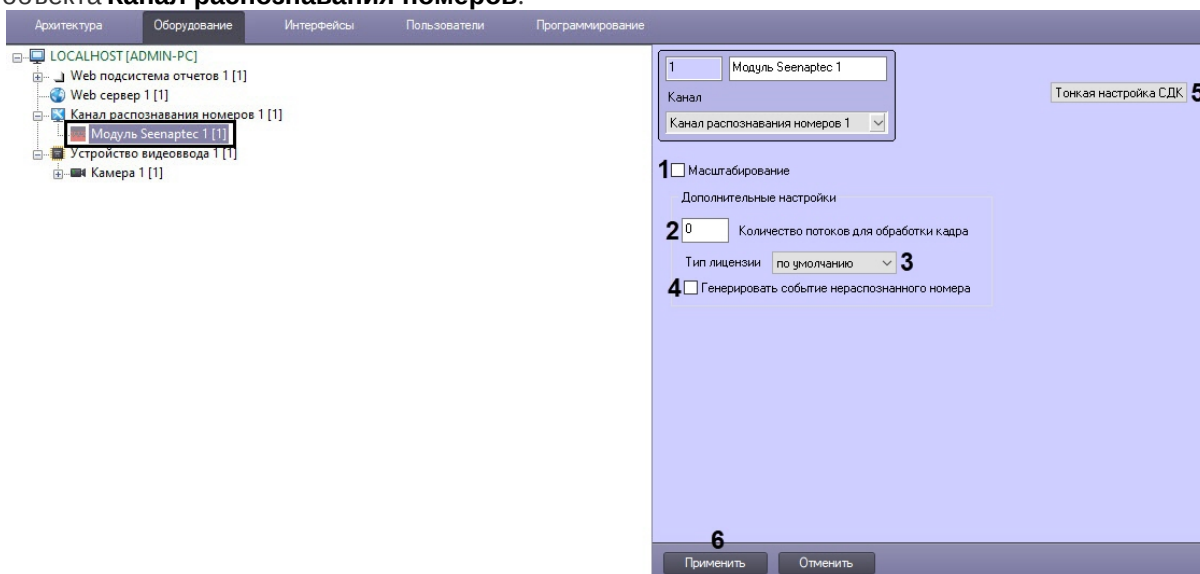 объекта Канал распознавания номеров.
Архитектура Оборудование Интерфейсы Пользователи Программирование
LOCALHOST [ADMIN-PC]
Web подсистема отчетов 1 [1]
Web сервер 1 [1]
Канал распознавания номеров 1 [1]
Модуль Seenaptec 1 [1]
Устройство видеоввода 1 [1]
Камера 1 [1]
1 Модуль Seenaptec 1
Канал
Канал распознавания номеров 1
Тонкая настройка СДК 5
1 Масштабирование
Дополнительные настройки
2 0 Количество потоков для обработки кадра
Тип лицензии по умолчанию 3
4 Генерировать событие нераспознанного номера
6
Применить Отменить